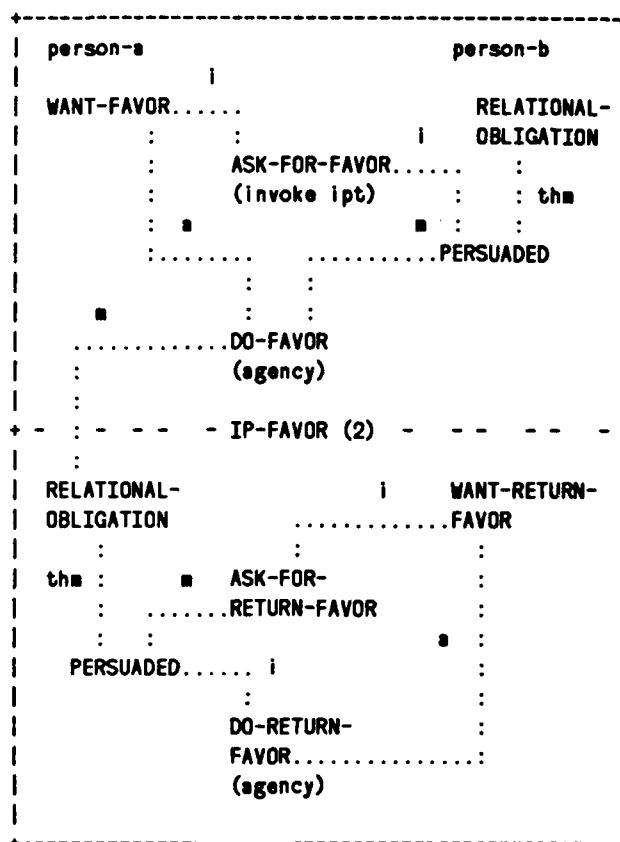 person-a person-b
i
WANT-FAVOR...... RELATIONAL-
: : i OBLIGATION
: ASK-FOR-FAVOR...... :
: (invoke ipt) : : thm
: a m : :
:........ ...........PERSUADED
: :
m : :
.............DO-FAVOR
: (agency)
:
+ - : - - - - IP-FAVOR (2) - - - - -
:
RELATIONAL- i WANT-RETURN-
OBLIGATION .............FAVOR
: : :
thm : m ASK-FOR- :
: .......RETURN-FAVOR :
: : a :
PERSUADED...... i :
: :
DO-RETURN- :
FAVOR................:
(agency)